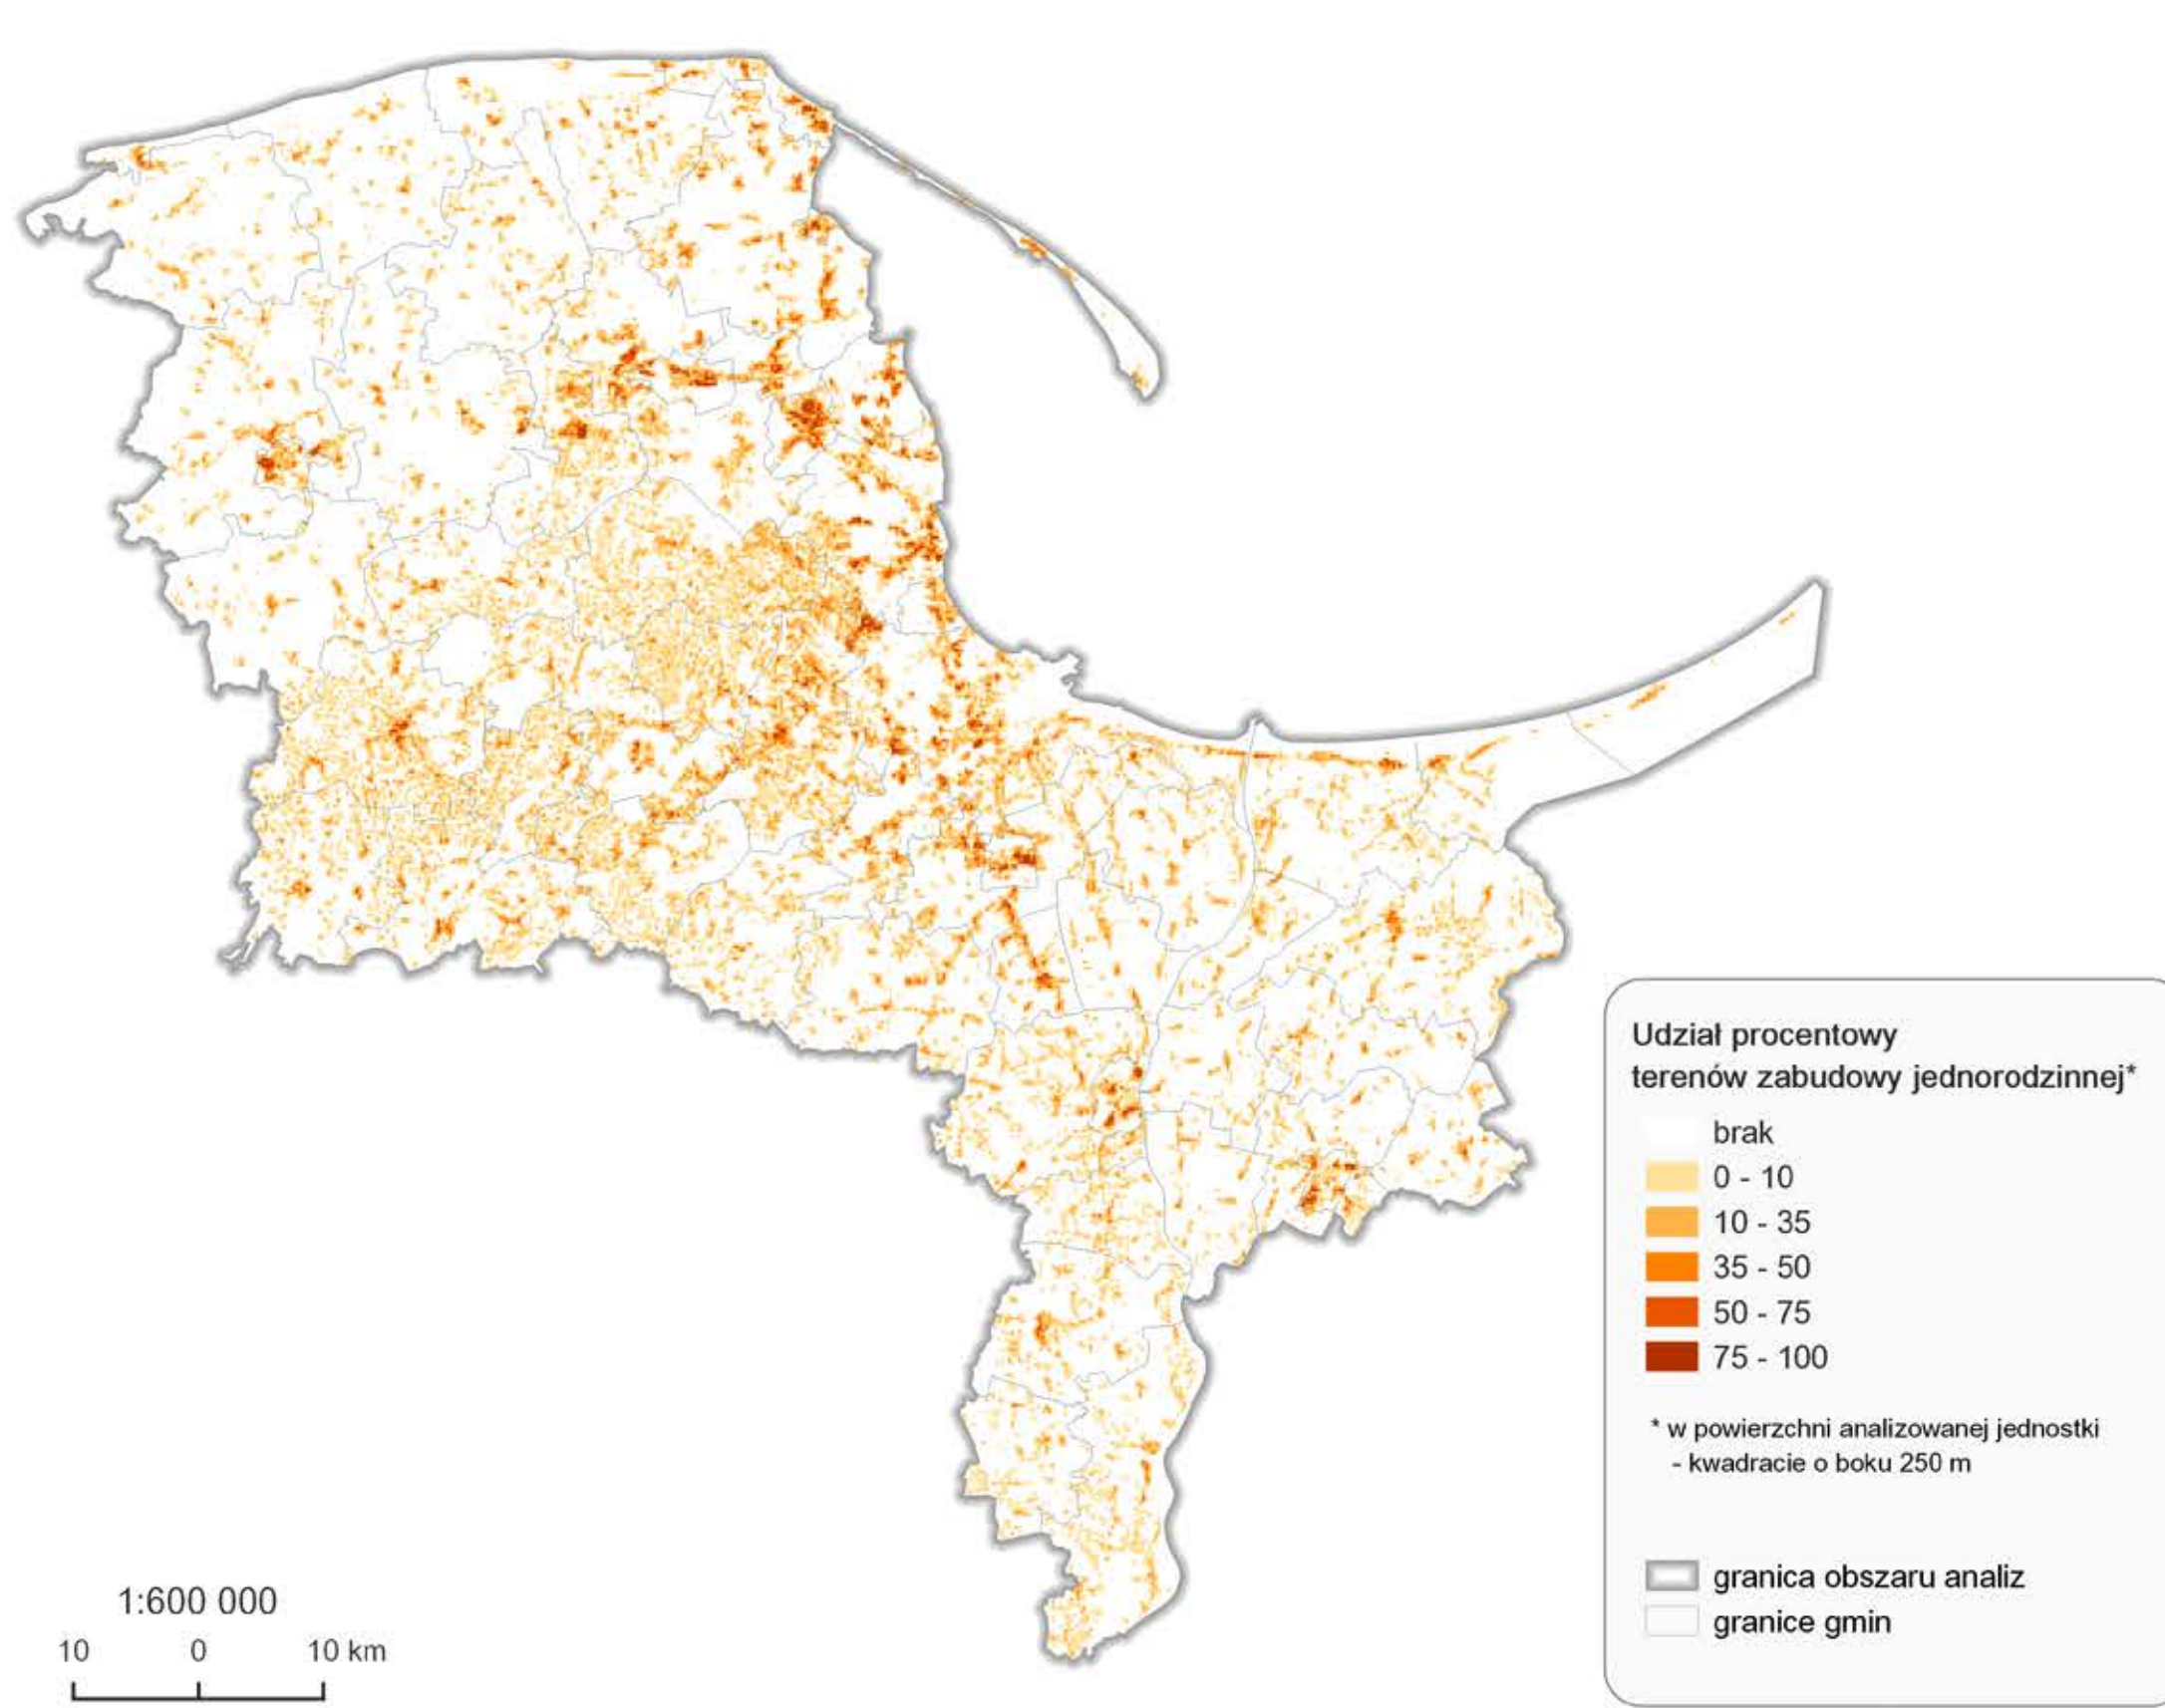 Udział procentowy
terenów zabudowy jednorodzinnej*
brak
0 - 10
10 - 35
35 - 50
50 - 75
75 - 100
* w powierzchni analizowanej jednostki
- kwadracie o boku 250 m
granica obszaru analiz
granice gmin
1:600 000
10 0 10 km